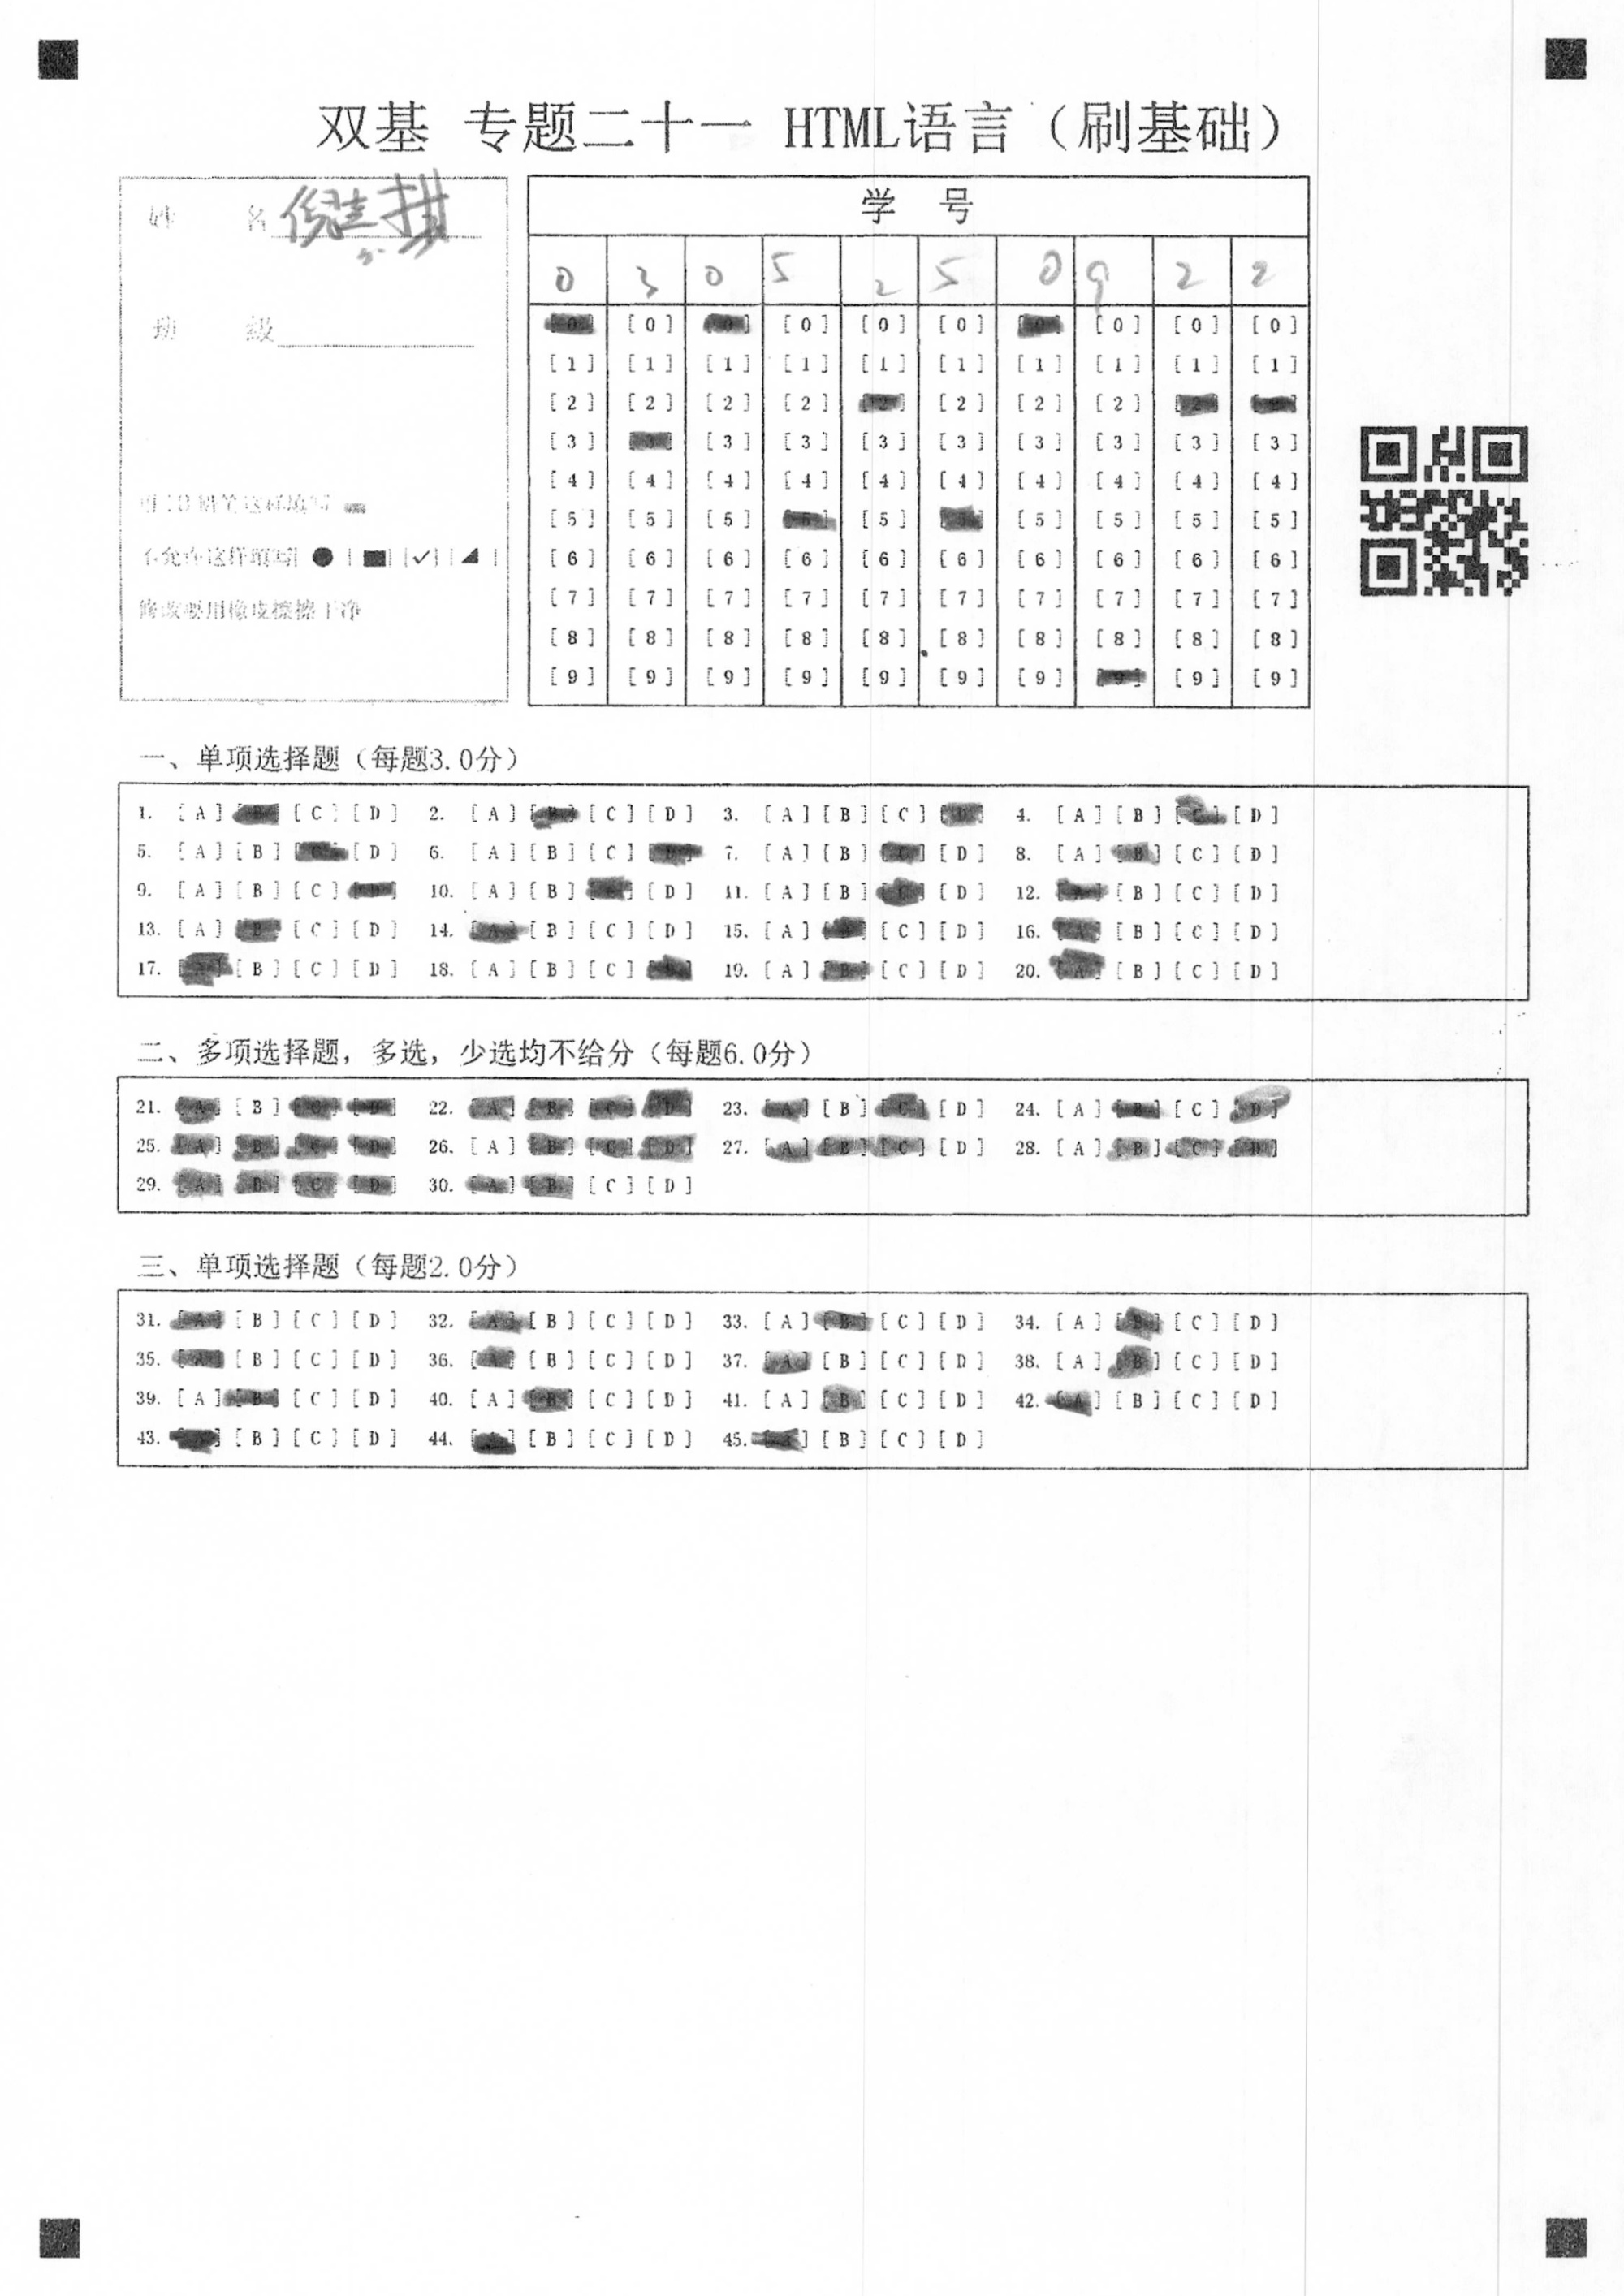 双基 专题二十一 HTML语言（刷基础）
姓 名
班 级
不允许这样填写
修改要用橡皮擦擦干净
学 号
0 3 0 5 2 5 0 9 2 2
[0] [0] [0] [0] [0] [0] [0] [0] [0] [0]
[1] [1] [1] [1] [1] [1] [1] [1] [1] [1]
[2] [2] [2] [2] [2] [2] [2] [2] [2] [2]
[3] [3] [3] [3] [3] [3] [3] [3] [3] [3]
[4] [4] [4] [4] [4] [4] [4] [4] [4] [4]
[5] [5] [5] [5] [5] [5] [5] [5] [5] [5]
[6] [6] [6] [6] [6] [6] [6] [6] [6] [6]
[7] [7] [7] [7] [7] [7] [7] [7] [7] [7]
[8] [8] [8] [8] [8] [8] [8] [8] [8] [8]
[9] [9] [9] [9] [9] [9] [9] [9] [9] [9]
一、单项选择题（每题3.0分）
1. [A] [B] [C] [D] 2. [A] [B] [C] [D] 3. [A] [B] [C] [D] 4. [A] [B] [C] [D]
5. [A] [B] [C] [D] 6. [A] [B] [C] [D] 7. [A] [B] [C] [D] 8. [A] [B] [C] [D]
9. [A] [B] [C] [D] 10. [A] [B] [C] [D] 11. [A] [B] [C] [D] 12. [A] [B] [C] [D]
13. [A] [B] [C] [D] 14. [A] [B] [C] [D] 15. [A] [B] [C] [D] 16. [A] [B] [C] [D]
17. [A] [B] [C] [D] 18. [A] [B] [C] [D] 19. [A] [B] [C] [D] 20. [A] [B] [C] [D]
二、多项选择题，多选，少选均不给分（每题6.0分）
21. [A] [B] [C] [D] 22. [A] [B] [C] [D] 23. [A] [B] [C] [D] 24. [A] [B] [C] [D]
25. [A] [B] [C] [D] 26. [A] [B] [C] [D] 27. [A] [B] [C] [D] 28. [A] [B] [C] [D]
29. [A] [B] [C] [D] 30. [A] [B] [C] [D]
三、单项选择题（每题2.0分）
31. [A] [B] [C] [D] 32. [A] [B] [C] [D] 33. [A] [B] [C] [D] 34. [A] [B] [C] [D]
35. [A] [B] [C] [D] 36. [A] [B] [C] [D] 37. [A] [B] [C] [D] 38. [A] [B] [C] [D]
39. [A] [B] [C] [D] 40. [A] [B] [C] [D] 41. [A] [B] [C] [D] 42. [A] [B] [C] [D]
43. [A] [B] [C] [D] 44. [A] [B] [C] [D] 45. [A] [B] [C] [D]